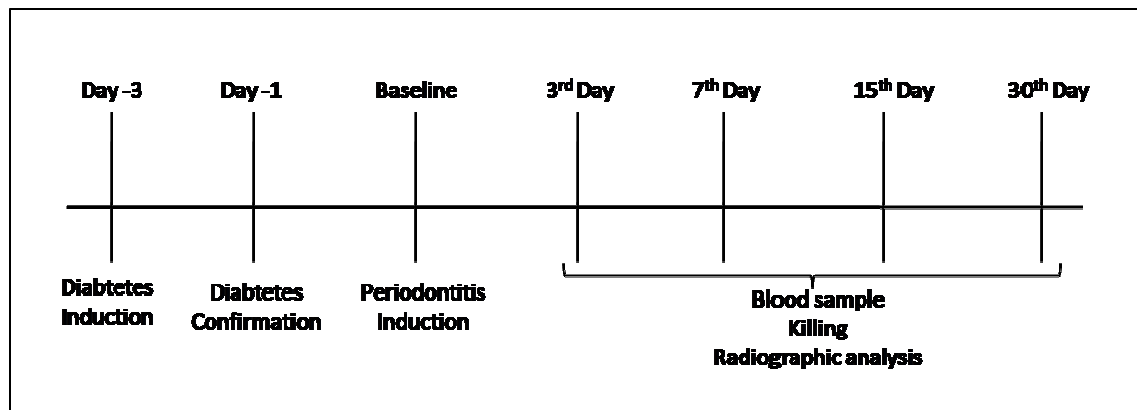 Day -3 Day -1 Baseline 3rd Day 7th Day 15th Day 30th Day
Diabtetes
Induction
Diabtetes
Confirmation
Periodontitis
Induction
Blood sample
Killing
Radiographic analysis